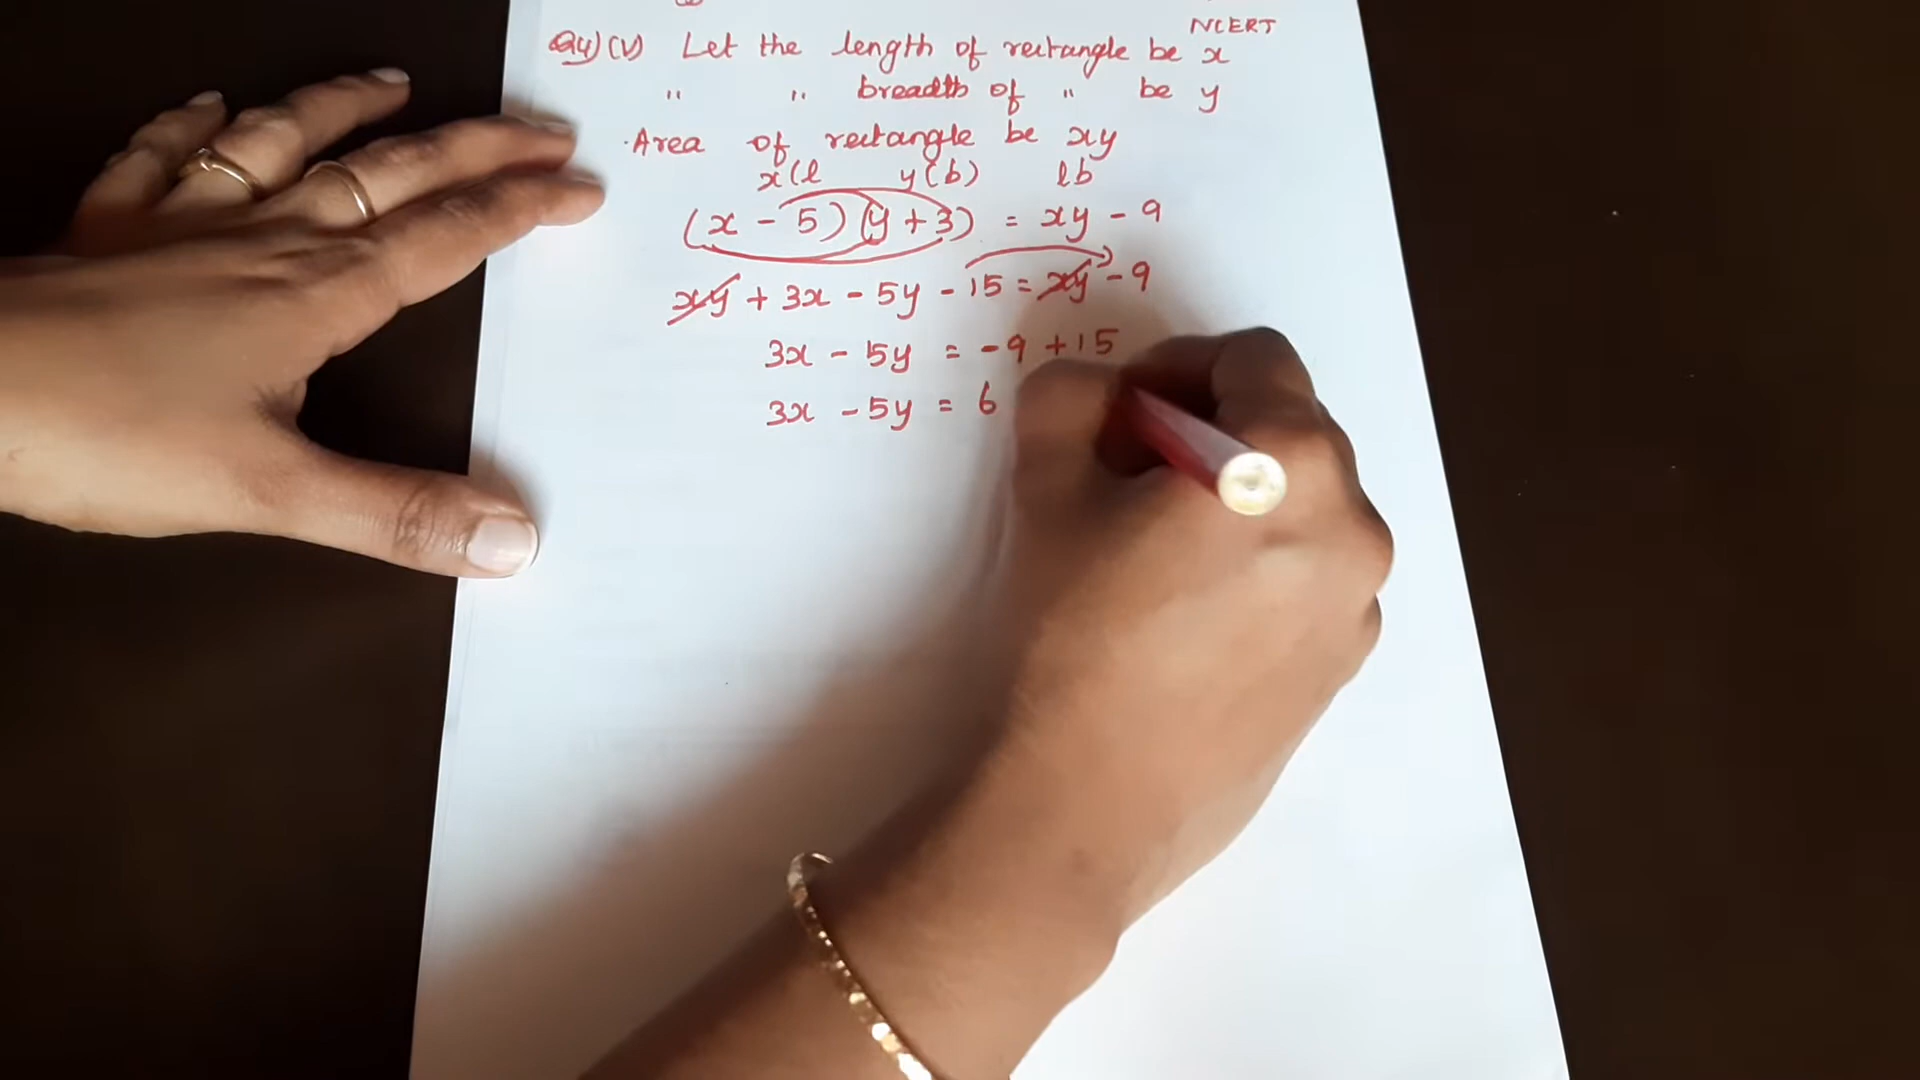 NCERT
Q4) (v) Let the length of rectangle be x
" " breadth of " be y
Area of rectangle be xy
x(l y(b) lb
(x - 5) (y + 3) = xy - 9
xy + 3x - 5y - 15 = xy - 9
3x - 5y = -9 + 15
3x - 5y = 6